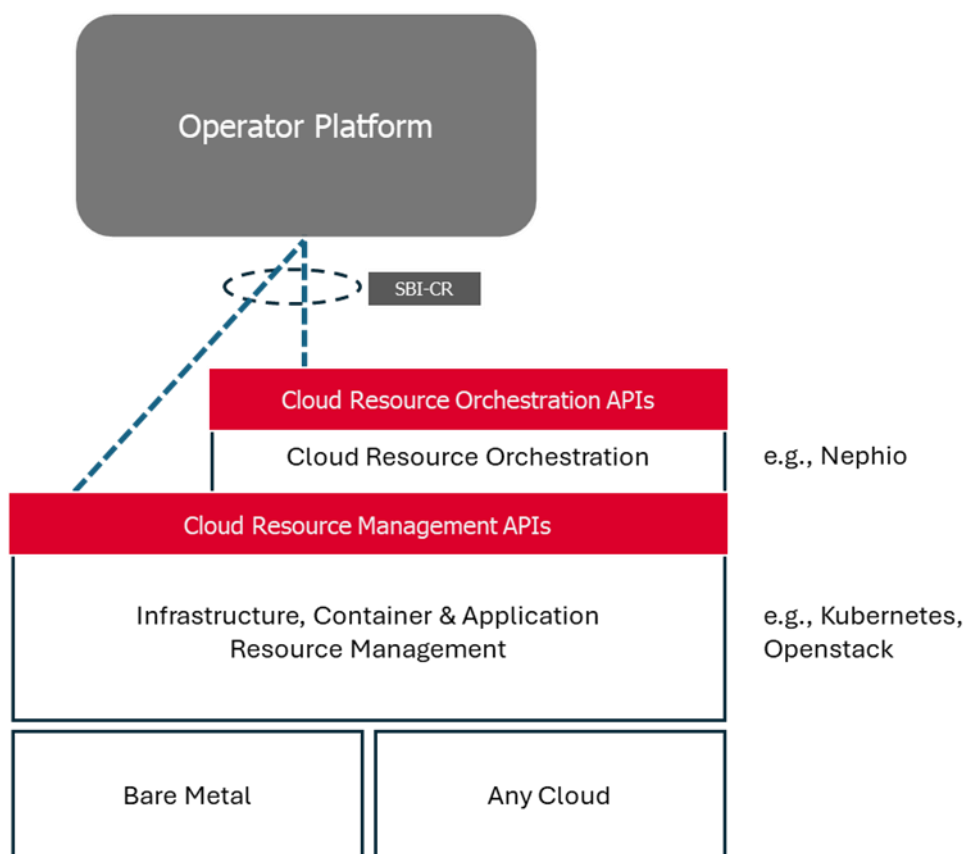 Operator Platform
SBI-CR
Cloud Resource Orchestration APIs
Cloud Resource Orchestration
e.g., Nephio
Cloud Resource Management APIs
Infrastructure, Container & Application
Resource Management
e.g., Kubernetes,
Openstack
Bare Metal
Any Cloud